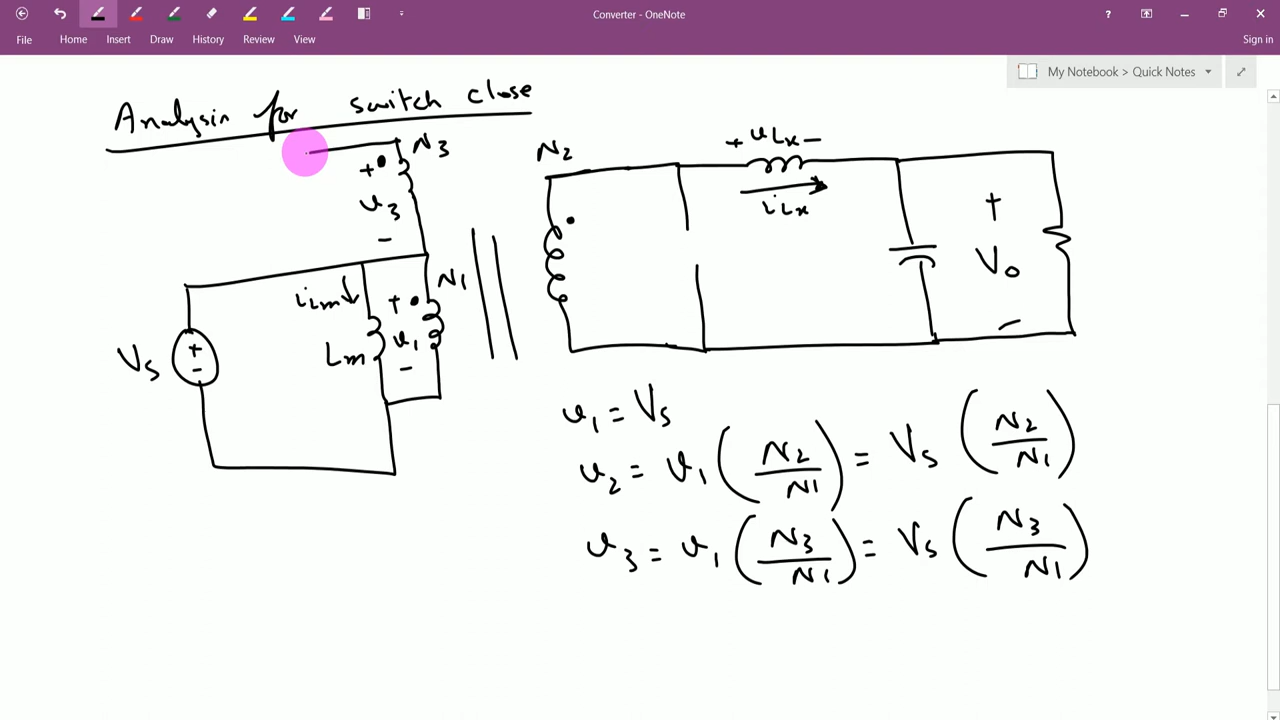 Converter - OneNote
?
File
Home
Insert
Draw
History
Review
View
Sign in
My Notebook > Quick Notes
Analysis for switch close
N3
+
v3
-
N2
+ vLx -
iLx
+
Vo
-
iLm
N1
+
v1
-
Lm
Vs
+
-
v1 = Vs
v2 = v1 (N2/N1) = Vs (N2/N1)
v3 = v1 (N3/N1) = Vs (N3/N1)